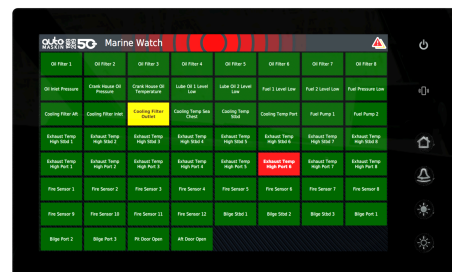 auto MASKIN 50 Marine Watch
Oil Filter 1 Oil Filter 2 Oil Filter 3 Oil Filter 4 Oil Filter 5 Oil Filter 6 Oil Filter 7 Oil Filter 8
Oil Inlet Pressure Crank House Oil Pressure Crank House Oil Temperature Lube Oil 1 Level Low Lube Oil 2 Level Low Fuel 1 Level Low Fuel 2 Level Low Fuel Pressure Low
Cooling Filter Aft Cooling Filter Inlet Cooling Filter Outlet Cooling Temp Sea Chest Cooling Temp Stbd Cooling Temp Port Fuel Pump 1 Fuel Pump 2
Exhaust Temp High Stbd 1 Exhaust Temp High Stbd 2 Exhaust Temp High Stbd 3 Exhaust Temp High Stbd 4 Exhaust Temp High Stbd 5 Exhaust Temp High Stbd 6 Exhaust Temp High Stbd 7 Exhaust Temp High Stbd 8
Exhaust Temp High Port 1 Exhaust Temp High Port 2 Exhaust Temp High Port 3 Exhaust Temp High Port 4 Exhaust Temp High Port 5 Exhaust Temp High Port 6 Exhaust Temp High Port 7 Exhaust Temp High Port 8
Fire Sensor 1 Fire Sensor 2 Fire Sensor 3 Fire Sensor 4 Fire Sensor 5 Fire Sensor 6 Fire Sensor 7 Fire Sensor 8
Fire Sensor 9 Fire Sensor 10 Fire Sensor 11 Fire Sensor 12 Bilge Stbd 1 Bilge Stbd 2 Bilge Stbd 3 Bilge Port 1
Bilge Port 2 Bilge Port 3 Pit Door Open Aft Door Open